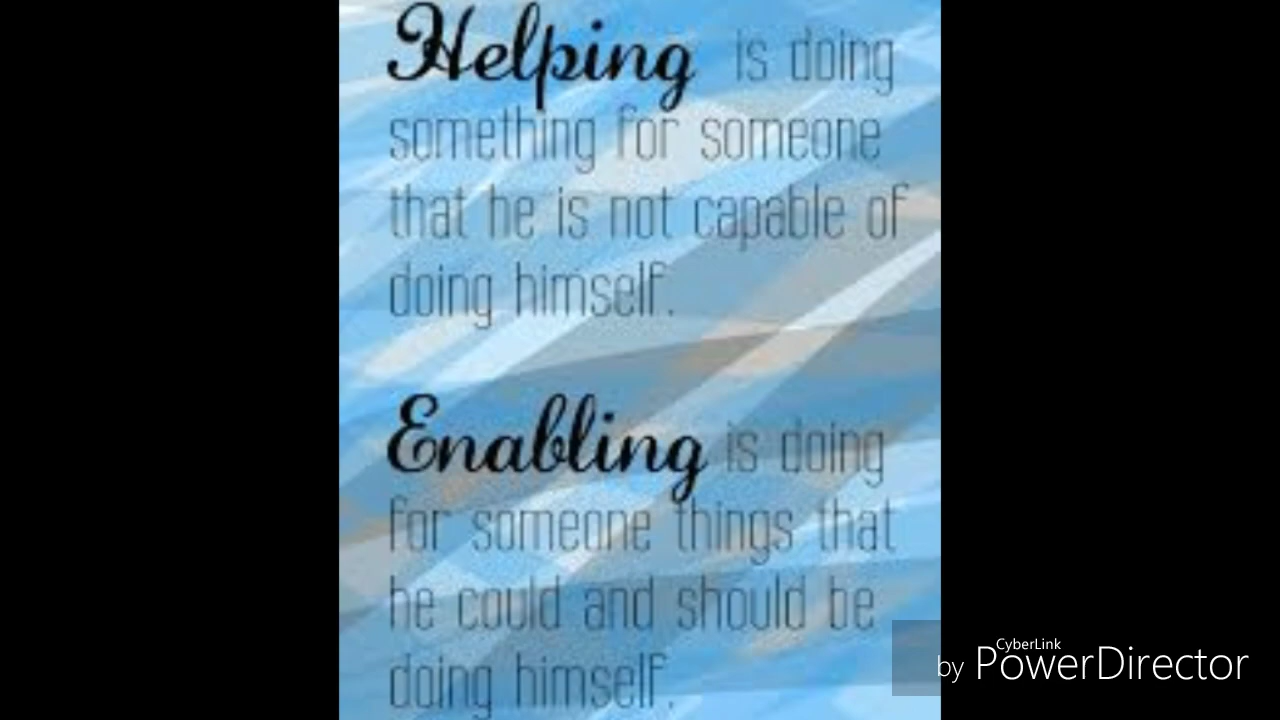 Helping is doing
something for someone
that he is not capable of
doing himself.
Enabling is doing
for someone things that
he could and should be
doing himself.
CyberLink
by PowerDirector